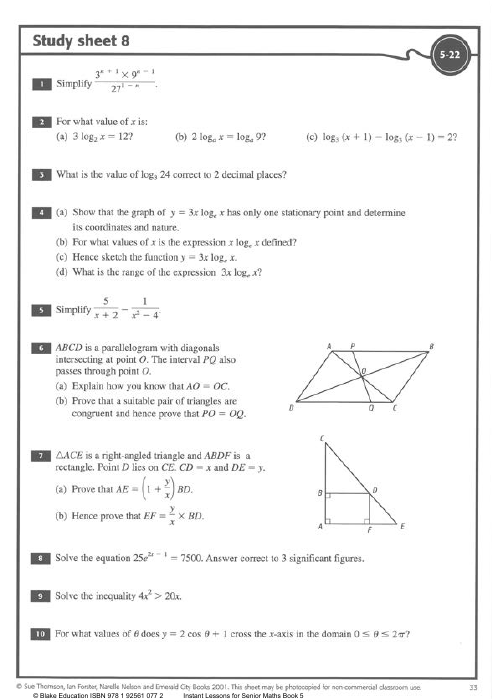 Study sheet 8
5-22
1 Simplify (3ⁿ⁺¹ × 9ⁿ⁻¹) / 27¹⁻ⁿ.
2 For what value of x is:
(a) 3 log₂ x = 12? (b) 2 logₐ x = logₐ 9? (c) log₃ (x + 1) − log₃ (x − 1) = 2?
3 What is the value of log₃ 24 correct to 2 decimal places?
4 (a) Show that the graph of y = 3x logₑ x has only one stationary point and determine
its coordinates and nature.
(b) For what values of x is the expression x logₑ x defined?
(c) Hence sketch the function y = 3x logₑ x.
(d) What is the range of the expression 3x logₑ x?
5 Simplify 5/(x + 2) − 1/(x² − 4)
6 ABCD is a parallelogram with diagonals
intersecting at point O. The interval PQ also
passes through point O.
(a) Explain how you know that AO = OC.
(b) Prove that a suitable pair of triangles are
congruent and hence prove that PO = OQ.
A P B
O
D Q C
7 △ACE is a right-angled triangle and ABDF is a
rectangle. Point D lies on CE. CD = x and DE = y.
(a) Prove that AE = (1 + y/x) BD.
(b) Hence prove that EF = y/x × BD.
C
B D
A F E
8 Solve the equation 25e²ˣ⁻¹ = 7500. Answer correct to 3 significant figures.
9 Solve the inequality 4x² > 20x.
10 For what values of θ does y = 2 cos θ + 1 cross the x-axis in the domain 0 ≤ θ ≤ 2π?
© Sue Thomson, Ian Forster, Narelle Nelson and Emerald City Books 2001. This sheet may be photocopied for non-commercial classroom use. 33
© Blake Education ISBN 978 1 92561 077 2 Instant Lessons for Senior Maths Book 5